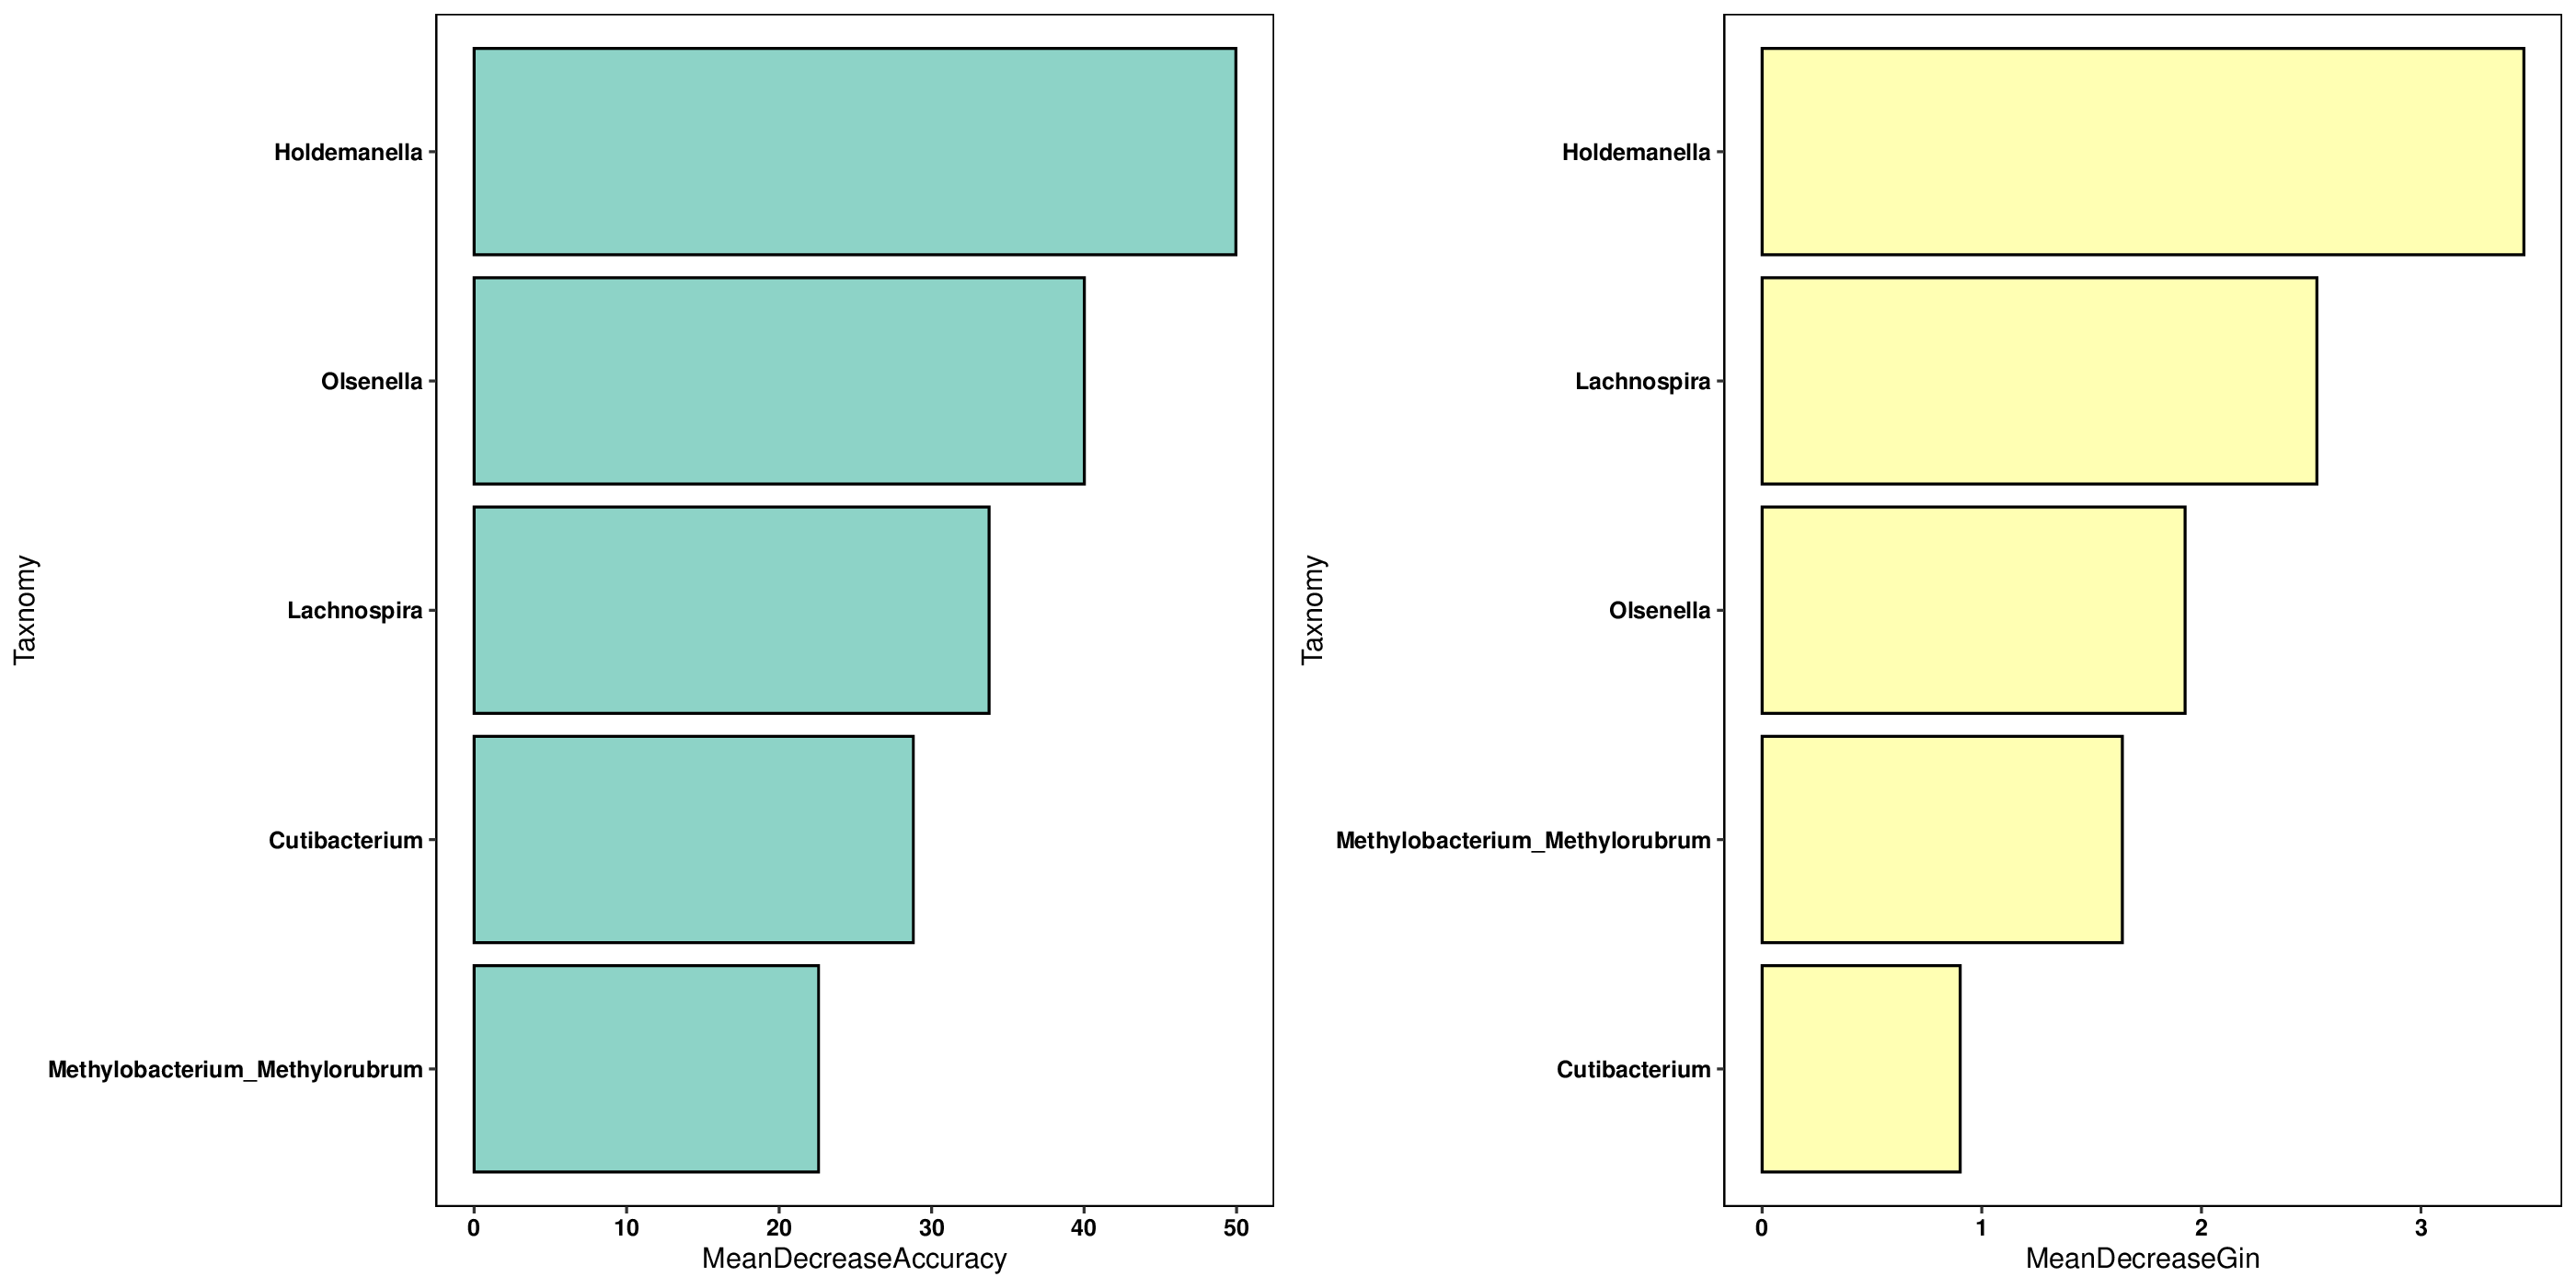 Taxnomy
Holdemanella
Olsenella
Lachnospira
Cutibacterium
Methylobacterium_Methylorubrum
0 10 20 30 40 50
MeanDecreaseAccuracy
Taxnomy
Holdemanella
Lachnospira
Olsenella
Methylobacterium_Methylorubrum
Cutibacterium
0 1 2 3
MeanDecreaseGin